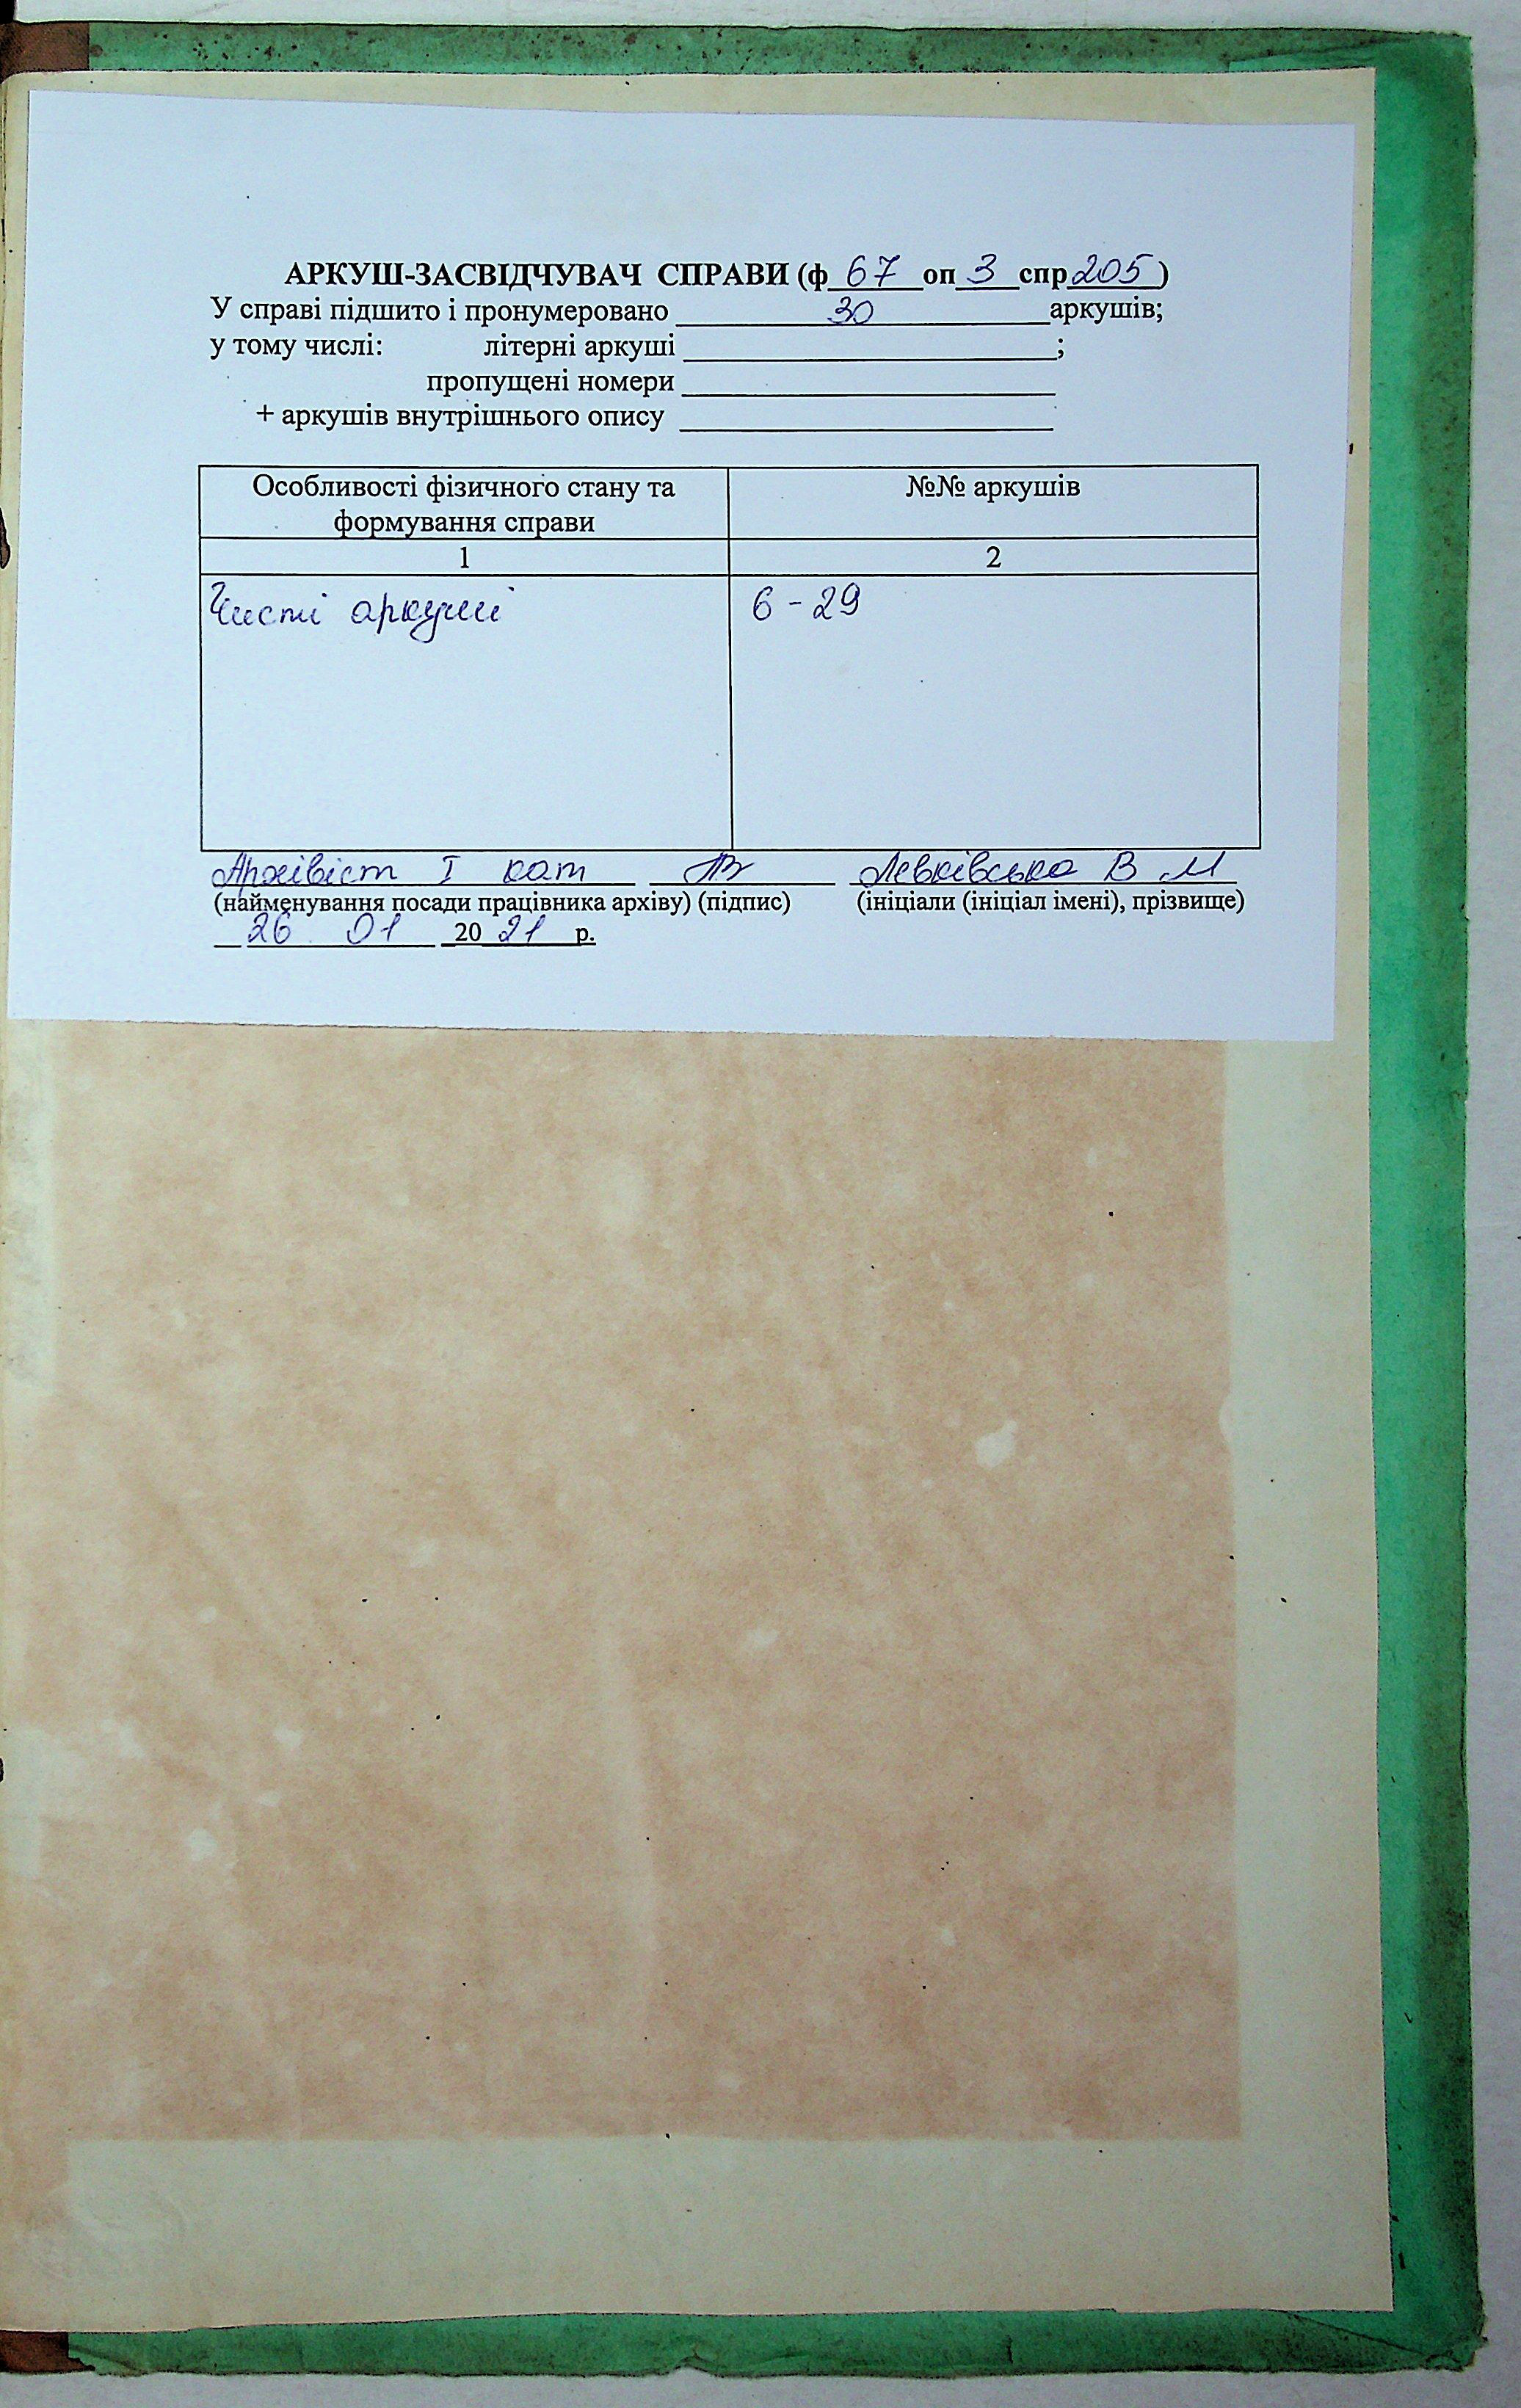 АРКУШ-ЗАСВІДЧУВАЧ СПРАВИ (ф 67 оп 3 спр 205)
У справі підшито і пронумеровано 30 аркушів;
у тому числі: літерні аркуші ;
пропущені номери
+ аркушів внутрішнього опису
Особливості фізичного стану та формування справи №№ аркушів
1 2
Чисті аркуші 6 - 29
Архівіст І кат Левківська В М
(найменування посади працівника архіву) (підпис) (ініціали (ініціал імені), прізвище)
26 01 20 21 р.